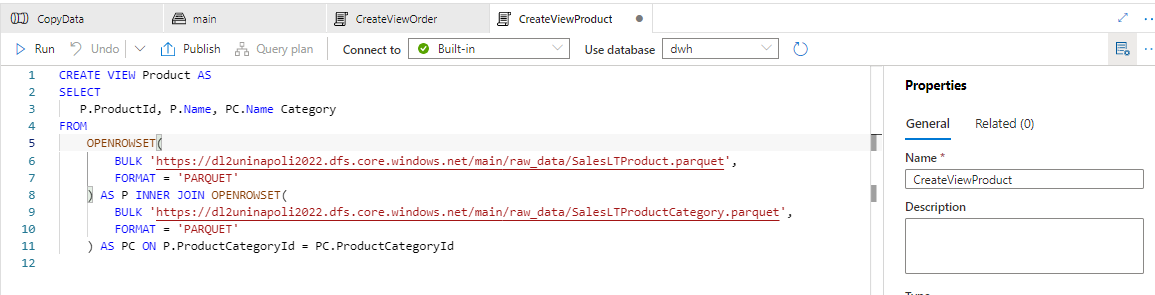 CopyData main CreateViewOrder CreateViewProduct
Run Undo Publish Query plan Connect to Built-in Use database dwh
1 CREATE VIEW Product AS
2 SELECT
3 P.ProductId, P.Name, PC.Name Category
4 FROM
5 OPENROWSET(
6 BULK 'https://dl2uninapoli2022.dfs.core.windows.net/main/raw_data/SalesLTProduct.parquet',
7 FORMAT = 'PARQUET'
8 ) AS P INNER JOIN OPENROWSET(
9 BULK 'https://dl2uninapoli2022.dfs.core.windows.net/main/raw_data/SalesLTProductCategory.parquet',
10 FORMAT = 'PARQUET'
11 ) AS PC ON P.ProductCategoryId = PC.ProductCategoryId
12
Properties
General Related (0)
Name *
CreateViewProduct
Description